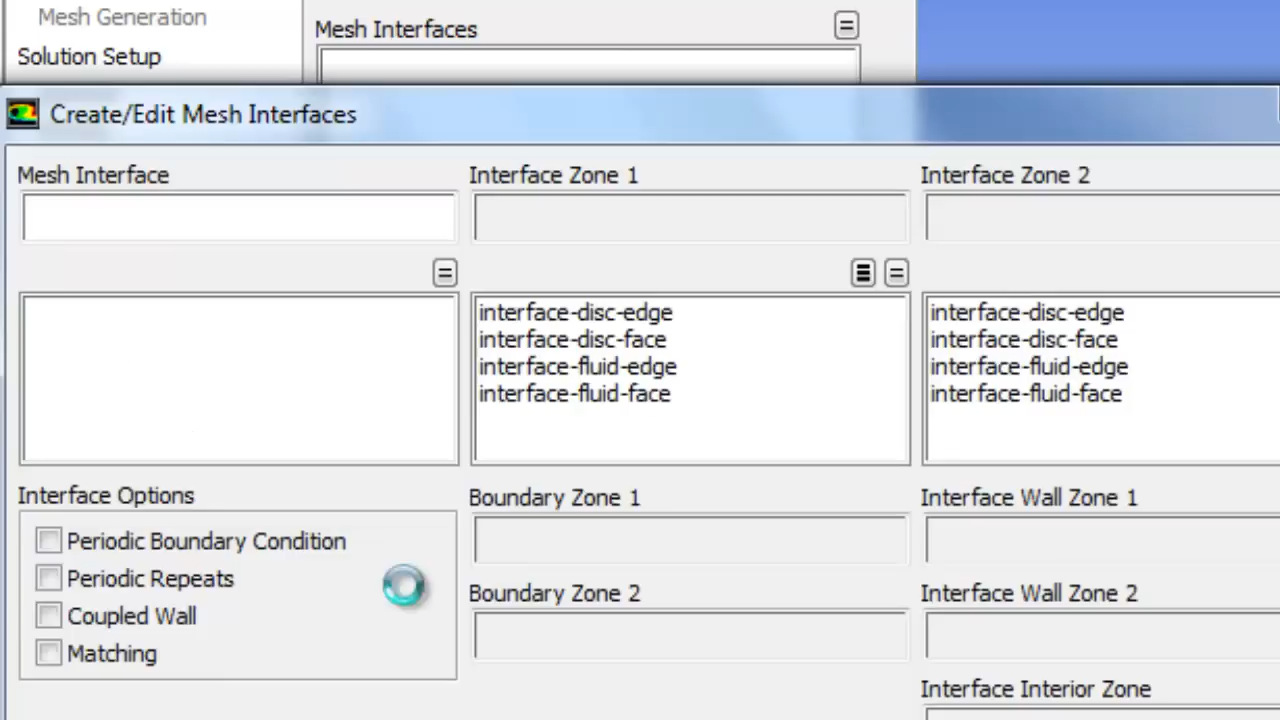 Mesh Generation
Solution Setup
Mesh Interfaces
Create/Edit Mesh Interfaces
Mesh Interface
Interface Zone 1
Interface Zone 2
interface-disc-edge
interface-disc-face
interface-fluid-edge
interface-fluid-face
interface-disc-edge
interface-disc-face
interface-fluid-edge
interface-fluid-face
Interface Options
Periodic Boundary Condition
Periodic Repeats
Coupled Wall
Matching
Boundary Zone 1
Boundary Zone 2
Interface Wall Zone 1
Interface Wall Zone 2
Interface Interior Zone